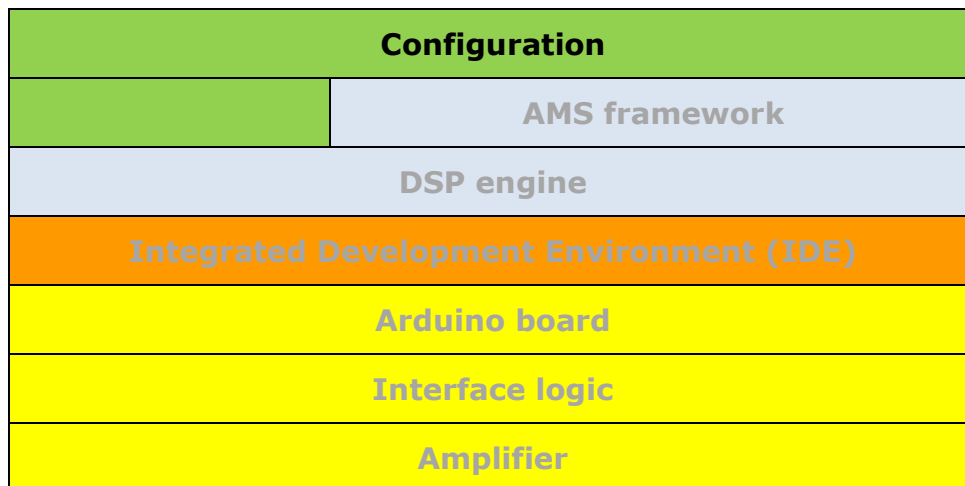 Configuration
AMS framework
DSP engine
Integrated Development Environment (IDE)
Arduino board
Interface logic
Amplifier